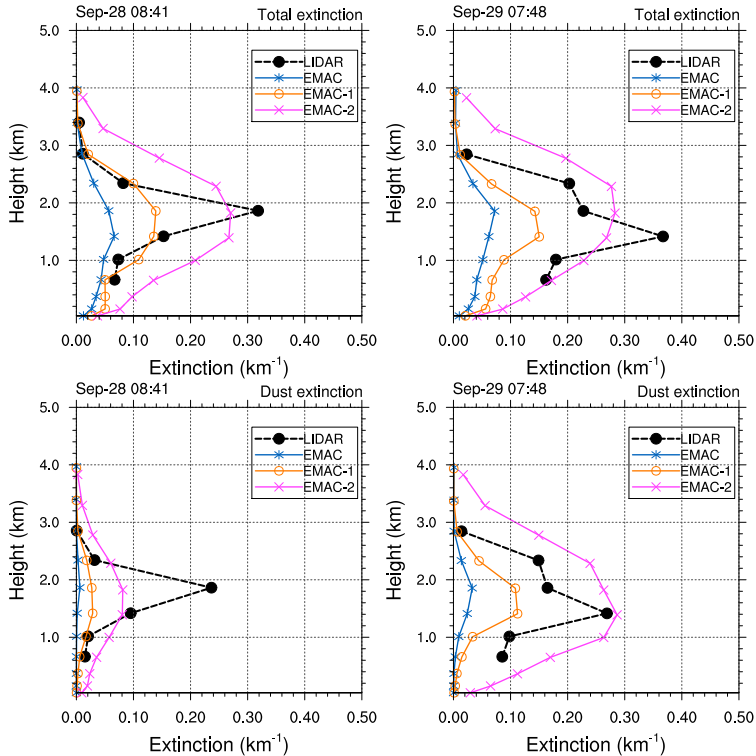 Sep-28 08:41 Total extinction
5.0
4.0
3.0
2.0
1.0
Height (km)
LIDAR
EMAC
EMAC-1
EMAC-2
0.00 0.10 0.20 0.30 0.40 0.50
Extinction (km-1)
Sep-29 07:48 Total extinction
5.0
4.0
3.0
2.0
1.0
Height (km)
LIDAR
EMAC
EMAC-1
EMAC-2
0.00 0.10 0.20 0.30 0.40 0.50
Extinction (km-1)
Sep-28 08:41 Dust extinction
5.0
4.0
3.0
2.0
1.0
Height (km)
LIDAR
EMAC
EMAC-1
EMAC-2
0.00 0.10 0.20 0.30 0.40 0.50
Extinction (km-1)
Sep-29 07:48 Dust extinction
5.0
4.0
3.0
2.0
1.0
Height (km)
LIDAR
EMAC
EMAC-1
EMAC-2
0.00 0.10 0.20 0.30 0.40 0.50
Extinction (km-1)